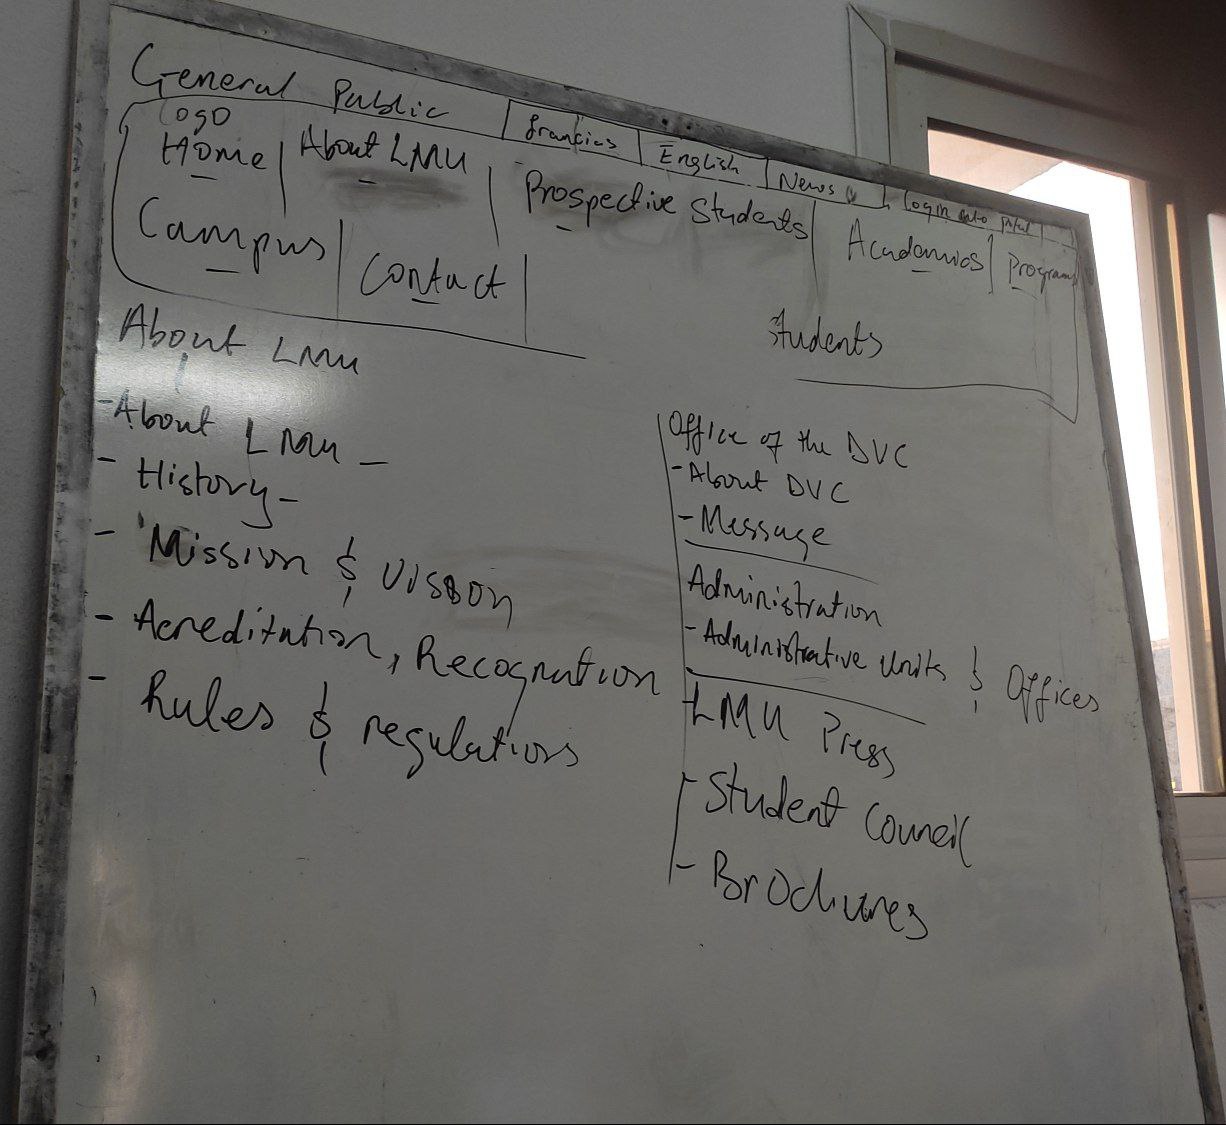 General Public
Logo
francies
English
News
Login into portal
Home
About LMU
Prospective Students
Academics
Programs
Campus
Contact
Students
About LMU
- About LMU -
- History -
- Mission & Vission
- Acreditation, Recognation
- Rules & regulations
Office of the DVC
- About DVC
- Message
Administration
- Administrative Units & Offices
- LMU Press
- Student Council
- Brochures